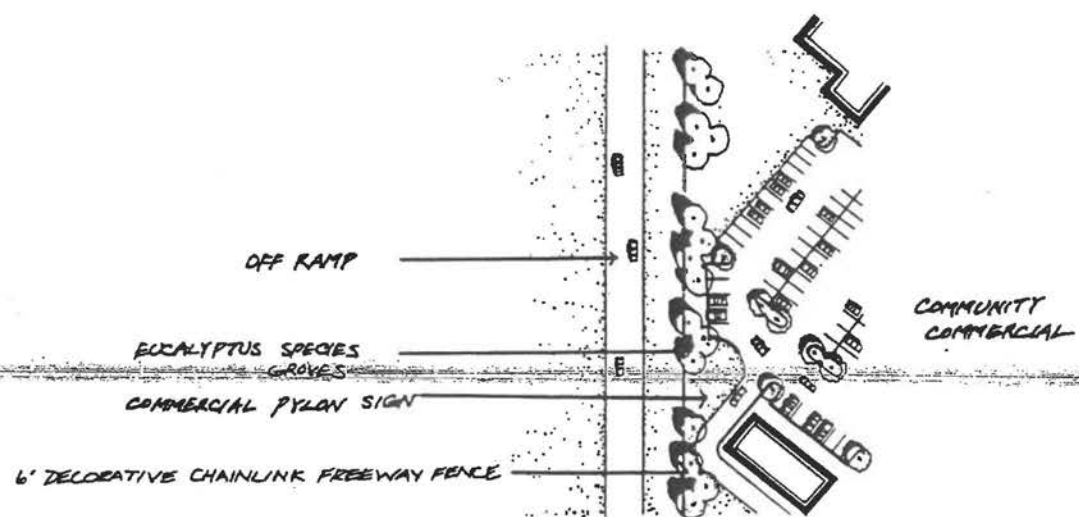 OFF RAMP
COMMUNITY
COMMERCIAL
EUCALYPTUS SPECIES
GROVES
COMMERCIAL PYLON SIGN
6' DECORATIVE CHAINLINK FREEWAY FENCE